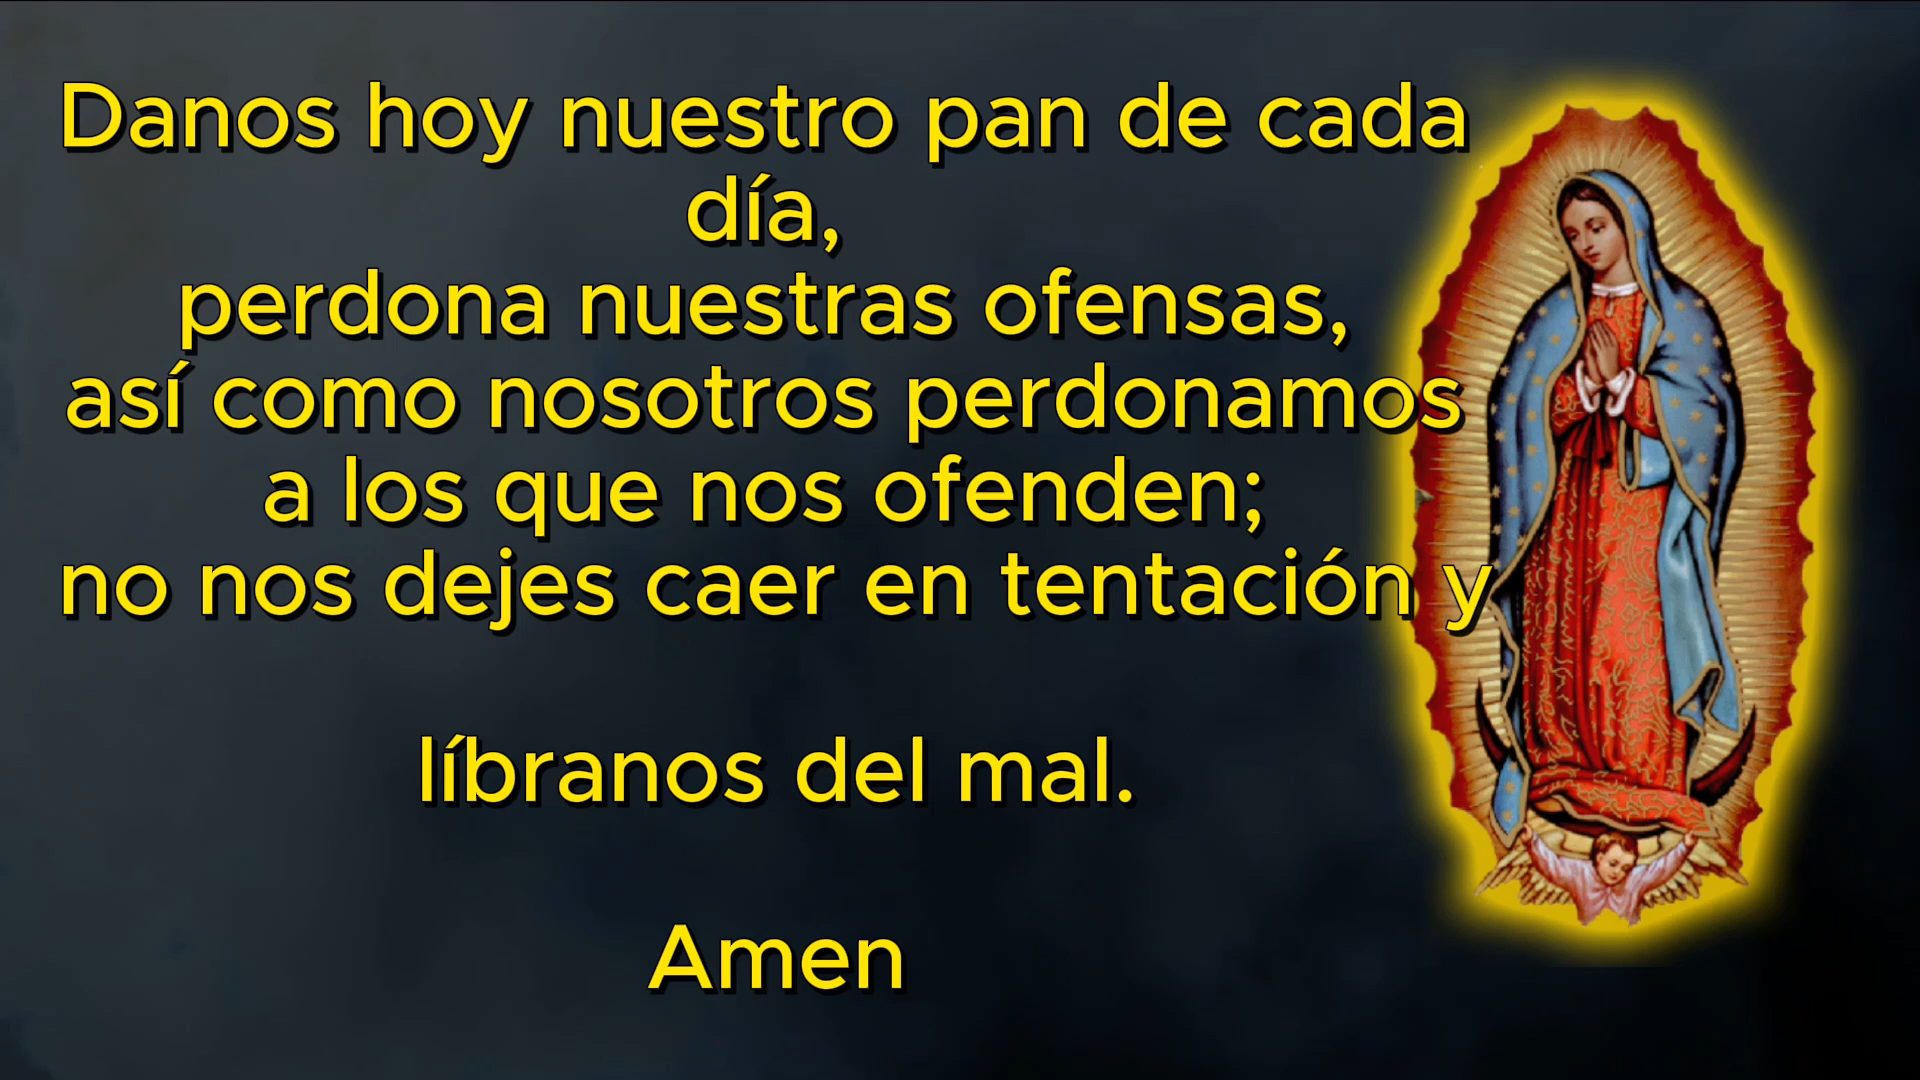 Danos hoy nuestro pan de cada
día,
perdona nuestras ofensas,
así como nosotros perdonamos
a los que nos ofenden;
no nos dejes caer en tentación y
líbranos del mal.
Amen